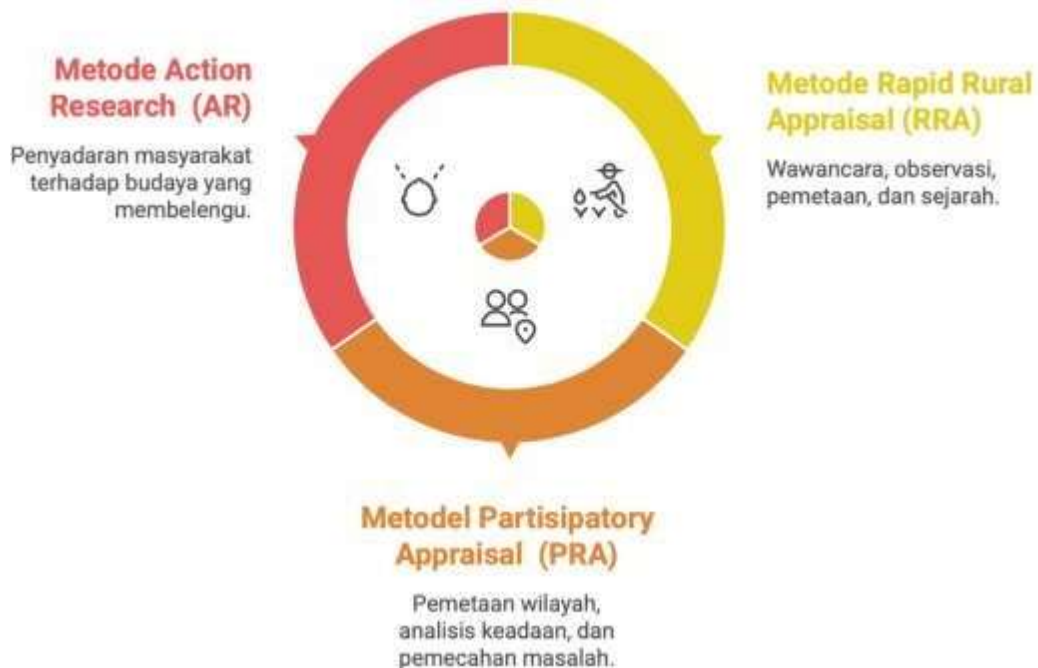 Metode Action
Research (AR)
Penyadaran masyarakat
terhadap budaya yang
membelengu.
Metode Rapid Rural
Appraisal (RRA)
Wawancara, observasi,
pemetaan, dan sejarah.
Metodel Partisipatory
Appraisal (PRA)
Pemetaan wilayah,
analisis keadaan, dan
pemecahan masalah.